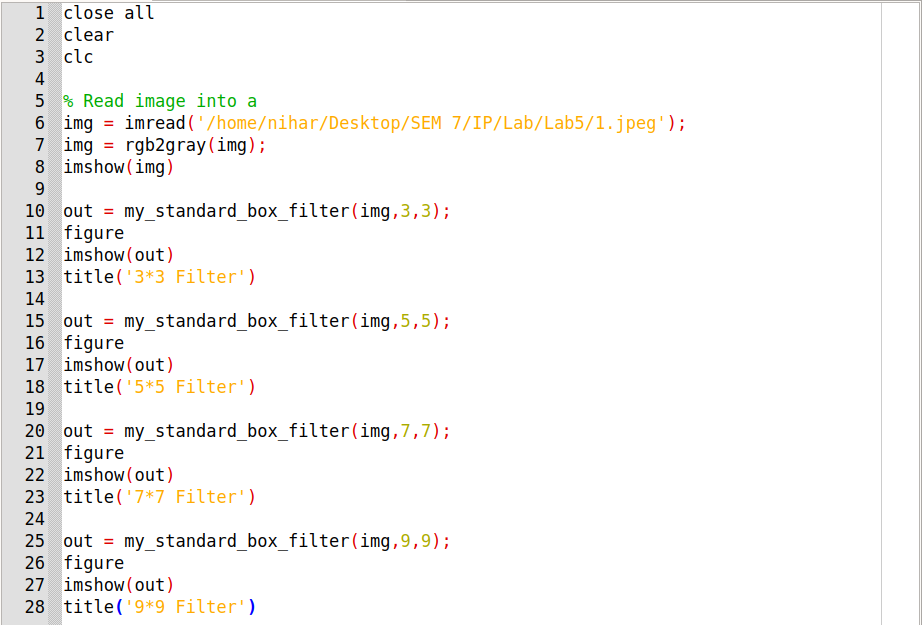 1 close all
2 clear
3 clc
4
5 % Read image into a
6 img = imread('/home/nihar/Desktop/SEM 7/IP/Lab/Lab5/1.jpeg');
7 img = rgb2gray(img);
8 imshow(img)
9
10 out = my_standard_box_filter(img,3,3);
11 figure
12 imshow(out)
13 title('3*3 Filter')
14
15 out = my_standard_box_filter(img,5,5);
16 figure
17 imshow(out)
18 title('5*5 Filter')
19
20 out = my_standard_box_filter(img,7,7);
21 figure
22 imshow(out)
23 title('7*7 Filter')
24
25 out = my_standard_box_filter(img,9,9);
26 figure
27 imshow(out)
28 title('9*9 Filter')